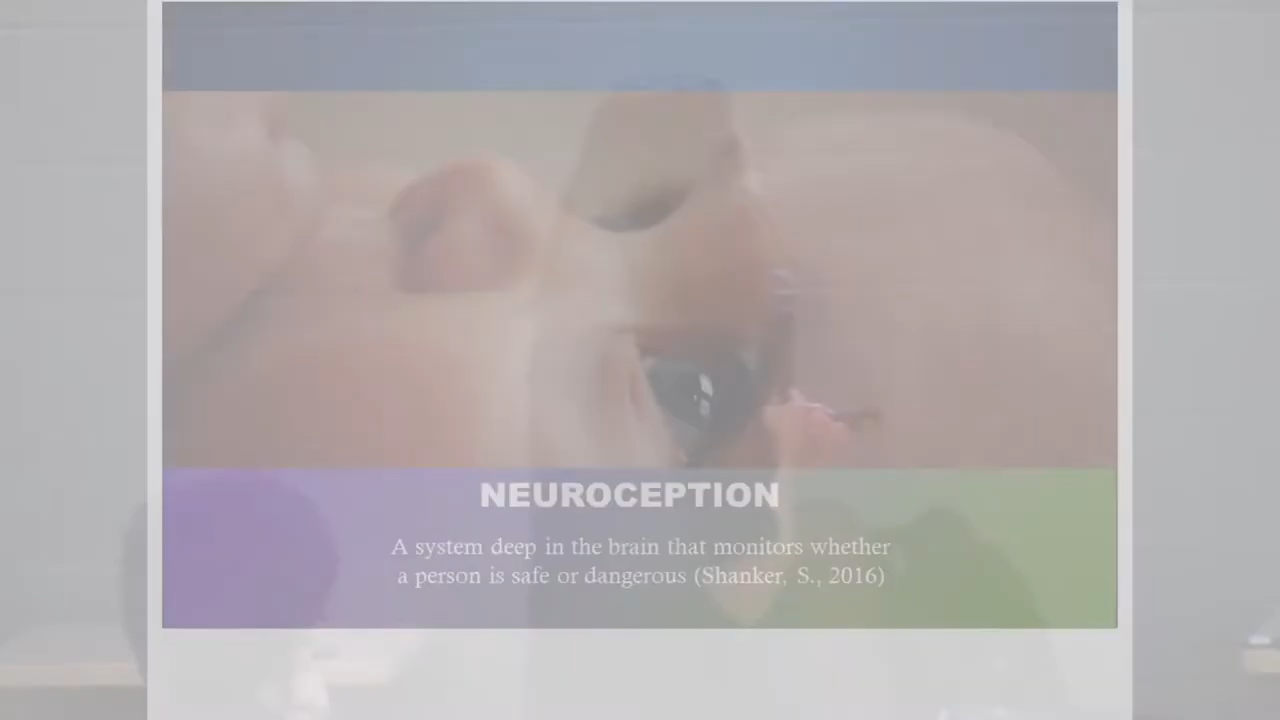 NEUROCEPTION
A system deep in the brain that monitors whether
a person is safe or dangerous (Shanker, S., 2016)